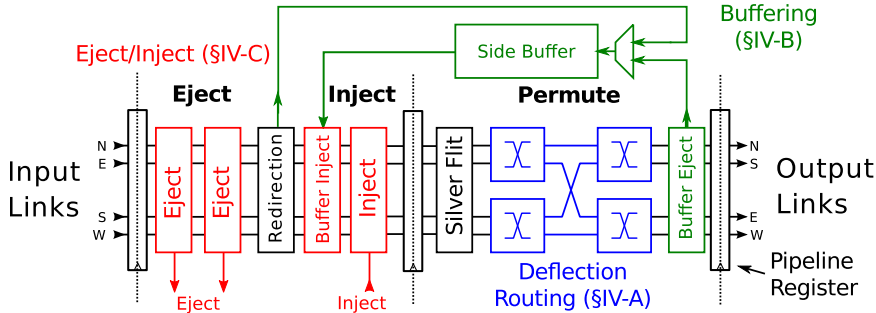 Buffering
(§IV-B)
Side Buffer
Eject/Inject (§IV-C)
Eject
Inject
Permute
Input
Links
N
E
S
W
Eject
Eject
Redirection
Buffer Inject
Inject
Silver Flit
Buffer Eject
N
S
E
W
Output
Links
Eject
Inject
Deflection
Routing (§IV-A)
Pipeline
Register